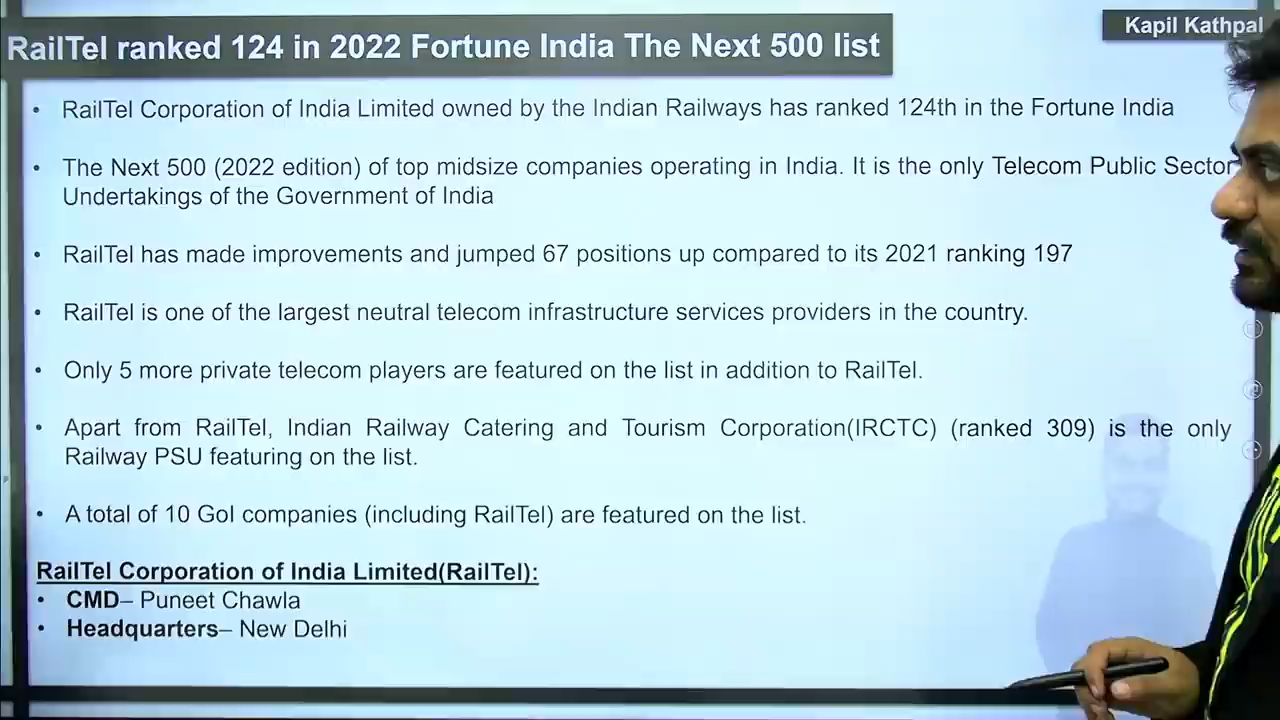 RailTel ranked 124 in 2022 Fortune India The Next 500 list
Kapil Kathpal
• RailTel Corporation of India Limited owned by the Indian Railways has ranked 124th in the Fortune India
• The Next 500 (2022 edition) of top midsize companies operating in India. It is the only Telecom Public Sector
Undertakings of the Government of India
• RailTel has made improvements and jumped 67 positions up compared to its 2021 ranking 197
• RailTel is one of the largest neutral telecom infrastructure services providers in the country.
• Only 5 more private telecom players are featured on the list in addition to RailTel.
• Apart from RailTel, Indian Railway Catering and Tourism Corporation(IRCTC) (ranked 309) is the only
Railway PSU featuring on the list.
• A total of 10 GoI companies (including RailTel) are featured on the list.
RailTel Corporation of India Limited(RailTel):
• CMD– Puneet Chawla
• Headquarters– New Delhi